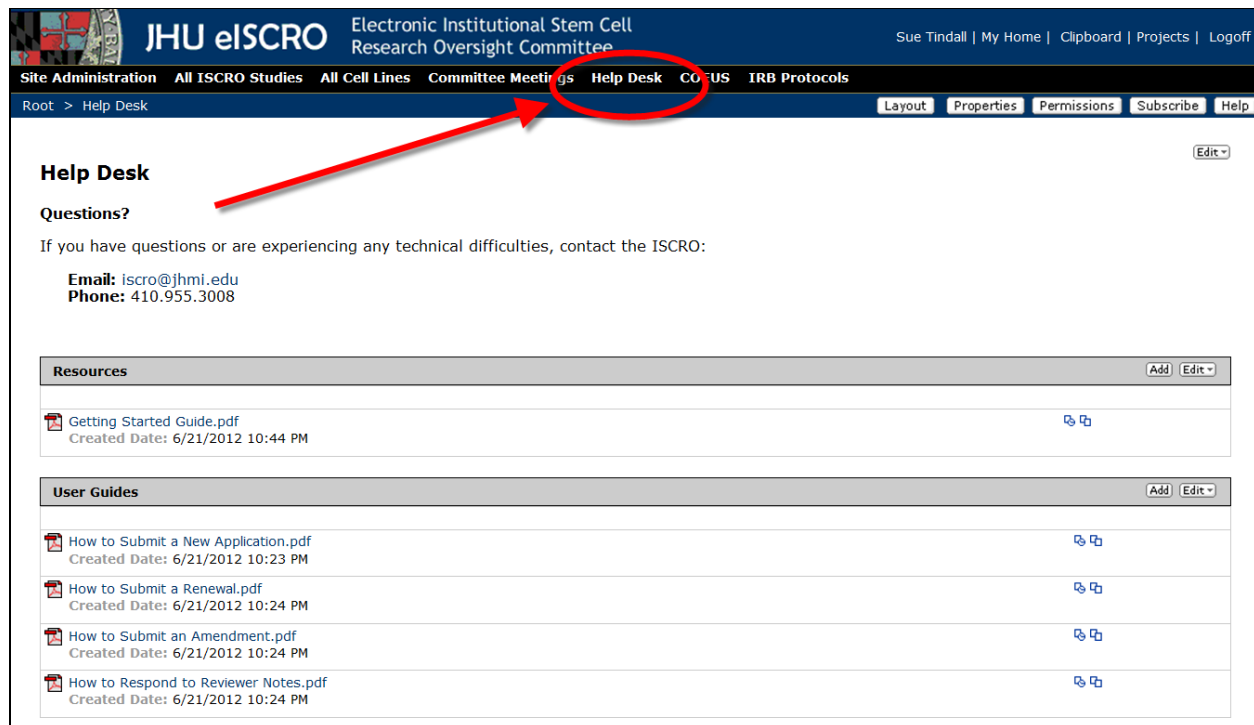 JHU eISCRO
Electronic Institutional Stem Cell
Research Oversight Committee
Sue Tindall | My Home | Clipboard | Projects | Logoff
Site Administration All ISCRO Studies All Cell Lines Committee Meetings Help Desk COEUS IRB Protocols
Root > Help Desk
Layout Properties Permissions Subscribe Help
Edit
Help Desk
Questions?
If you have questions or are experiencing any technical difficulties, contact the ISCRO:
Email: iscro@jhmi.edu
Phone: 410.955.3008
Resources Add Edit
Getting Started Guide.pdf
Created Date: 6/21/2012 10:44 PM
User Guides Add Edit
How to Submit a New Application.pdf
Created Date: 6/21/2012 10:23 PM
How to Submit a Renewal.pdf
Created Date: 6/21/2012 10:24 PM
How to Submit an Amendment.pdf
Created Date: 6/21/2012 10:24 PM
How to Respond to Reviewer Notes.pdf
Created Date: 6/21/2012 10:24 PM